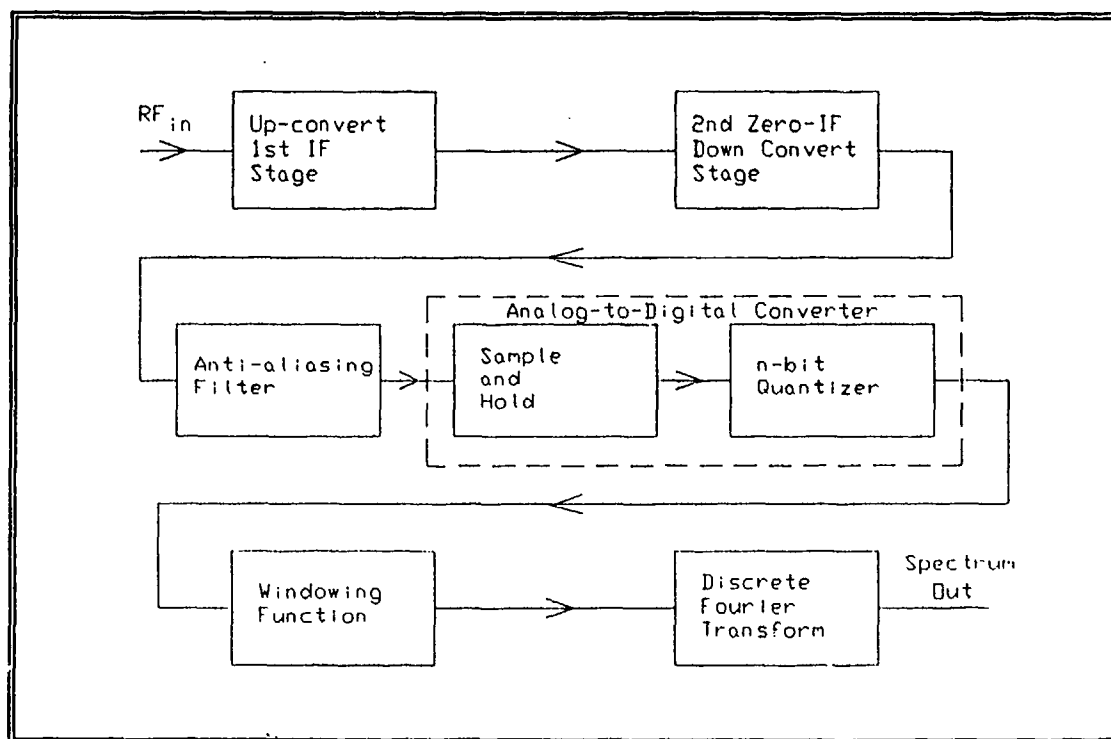 RF in
Up-convert
1st IF
Stage
2nd Zero-IF
Down Convert
Stage
Analog-to-Digital Converter
Anti-aliasing
Filter
Sample
and
Hold
n-bit
Quantizer
Windowing
Function
Discrete
Fourier
Transform
Spectrum
Out